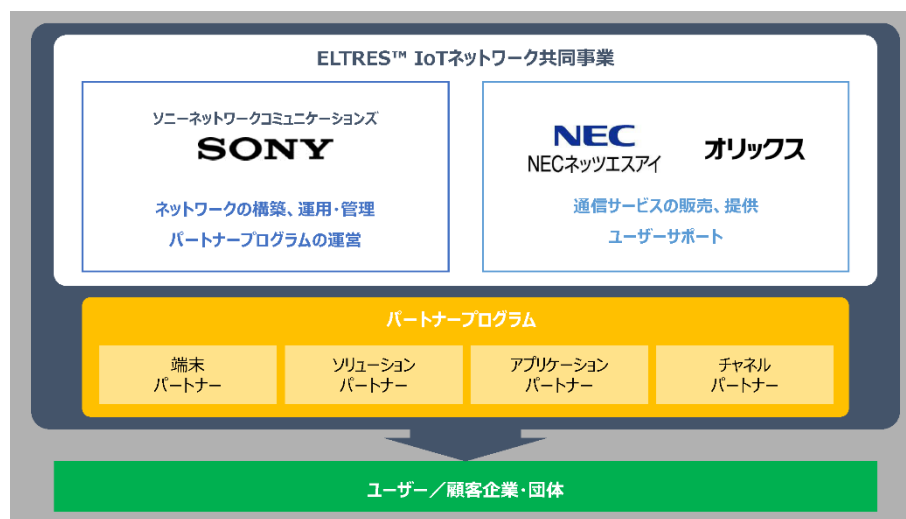 ELTRES™ IoTネットワーク共同事業
ソニーネットワークコミュニケーションズ
SONY
ネットワークの構築、運用・管理
パートナープログラムの運営
NEC
NECネッツエスアイ
オリックス
通信サービスの販売、提供
ユーザーサポート
パートナープログラム
端末
パートナー
ソリューション
パートナー
アプリケーション
パートナー
チャネル
パートナー
ユーザー／顧客企業・団体